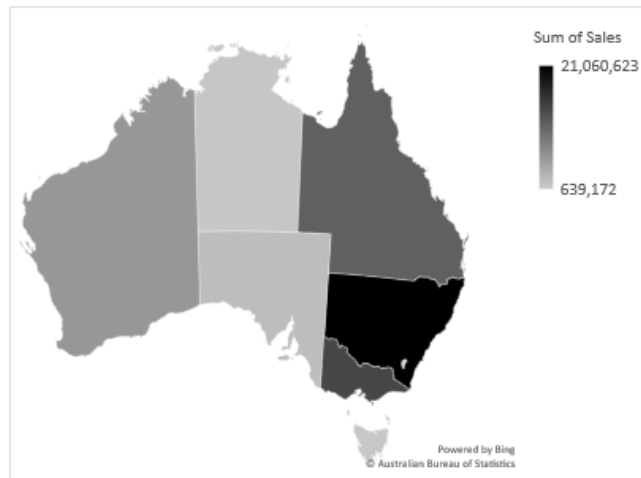 Sum of Sales
21,060,623
639,172
Powered by Bing
© Australian Bureau of Statistics